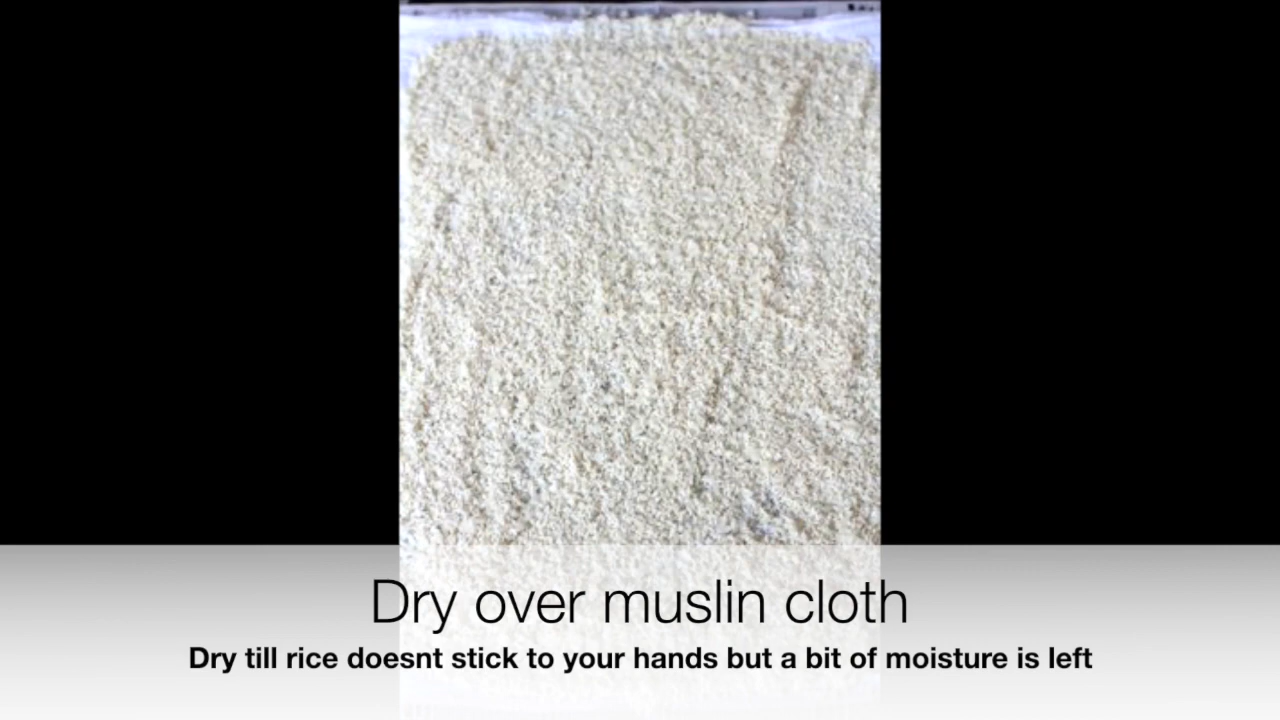 Dry over muslin cloth
Dry till rice doesnt stick to your hands but a bit of moisture is left